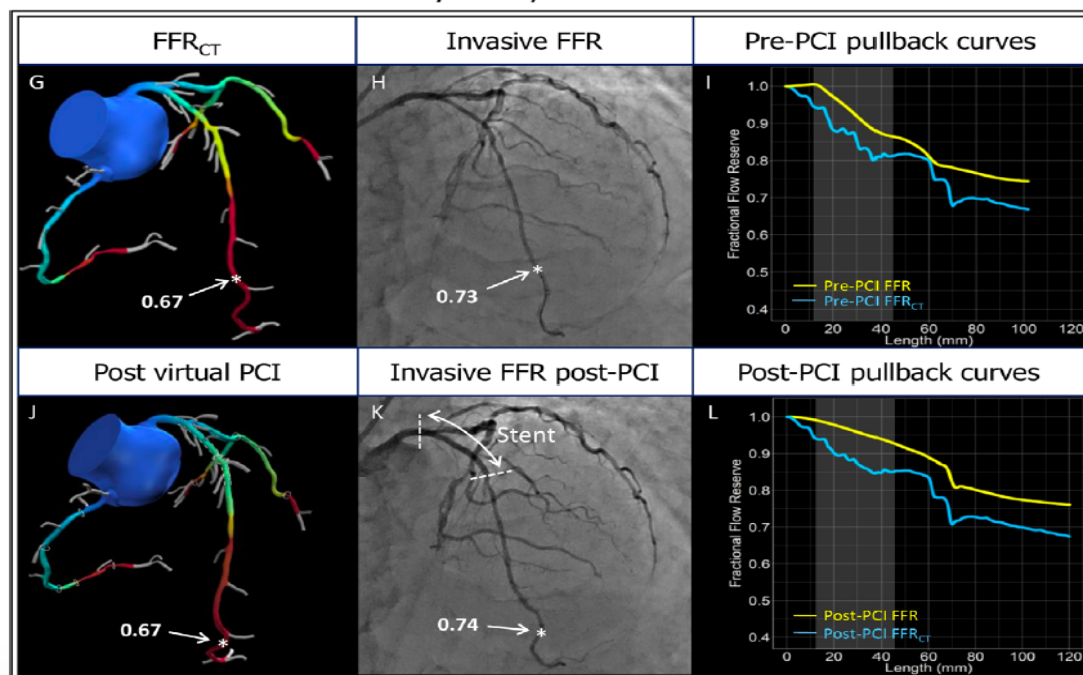 FFRCT
Invasive FFR
Pre-PCI pullback curves
G
0.67
*
H
0.73
*
I
Fractional Flow Reserve
1.0
0.9
0.8
0.7
0.6
0.5
0.4
Pre-PCI FFR
Pre-PCI FFRCT
0 20 40 60 80 100 120
Length (mm)
Post virtual PCI
Invasive FFR post-PCI
Post-PCI pullback curves
J
0.67
*
K
Stent
0.74
*
L
Fractional Flow Reserve
1.0
0.9
0.8
0.7
0.6
0.5
0.4
Post-PCI FFR
Post-PCI FFRCT
0 20 40 60 80 100 120
Length (mm)